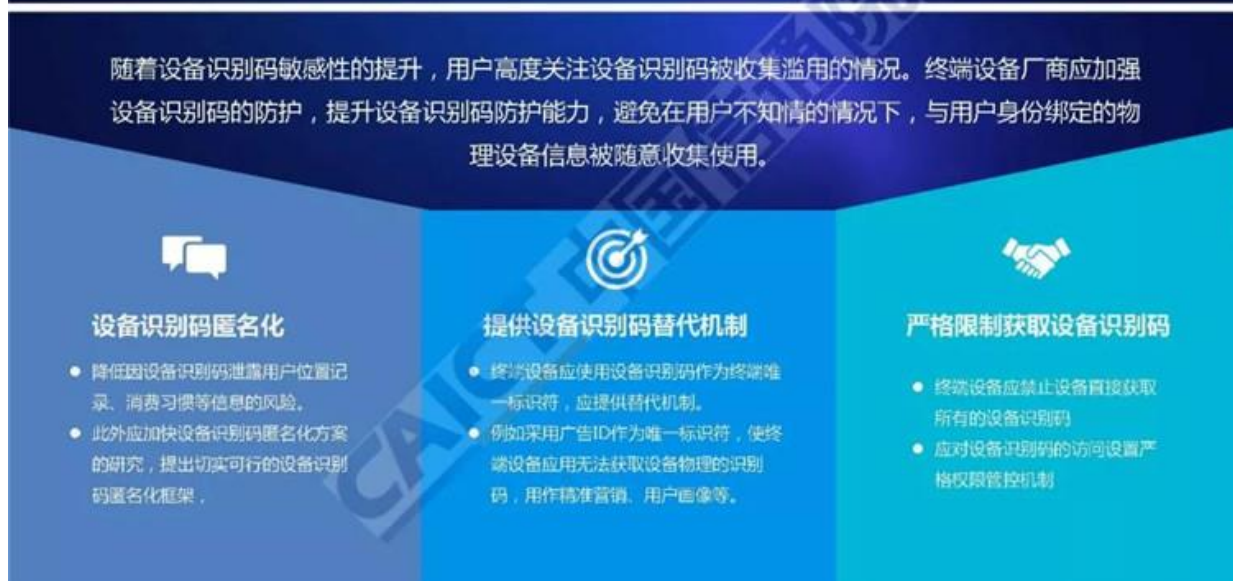 随着设备识别码敏感性的提升，用户高度关注设备识别码被收集滥用的情况。终端设备厂商应加强
设备识别码的防护，提升设备识别码防护能力，避免在用户不知情的情况下，与用户身份绑定的物
理设备信息被随意收集使用。
设备识别码匿名化
降低因设备识别码泄露用户位置记
录、消费习惯等信息的风险。
此外应加快设备识别码匿名化方案
的研究，提出切实可行的设备识别
码匿名化框架，
提供设备识别码替代机制
终端设备应使用设备识别码作为终端唯
一标识符，应提供替代机制。
例如采用广告ID作为唯一标识符，使终
端设备应用无法获取设备物理的识别
码，用作精准营销、用户画像等。
严格限制获取设备识别码
终端设备应禁止设备直接获取
所有的设备识别码
应对设备识别码的访问设置严
格权限管控机制
CAICT中国信通院